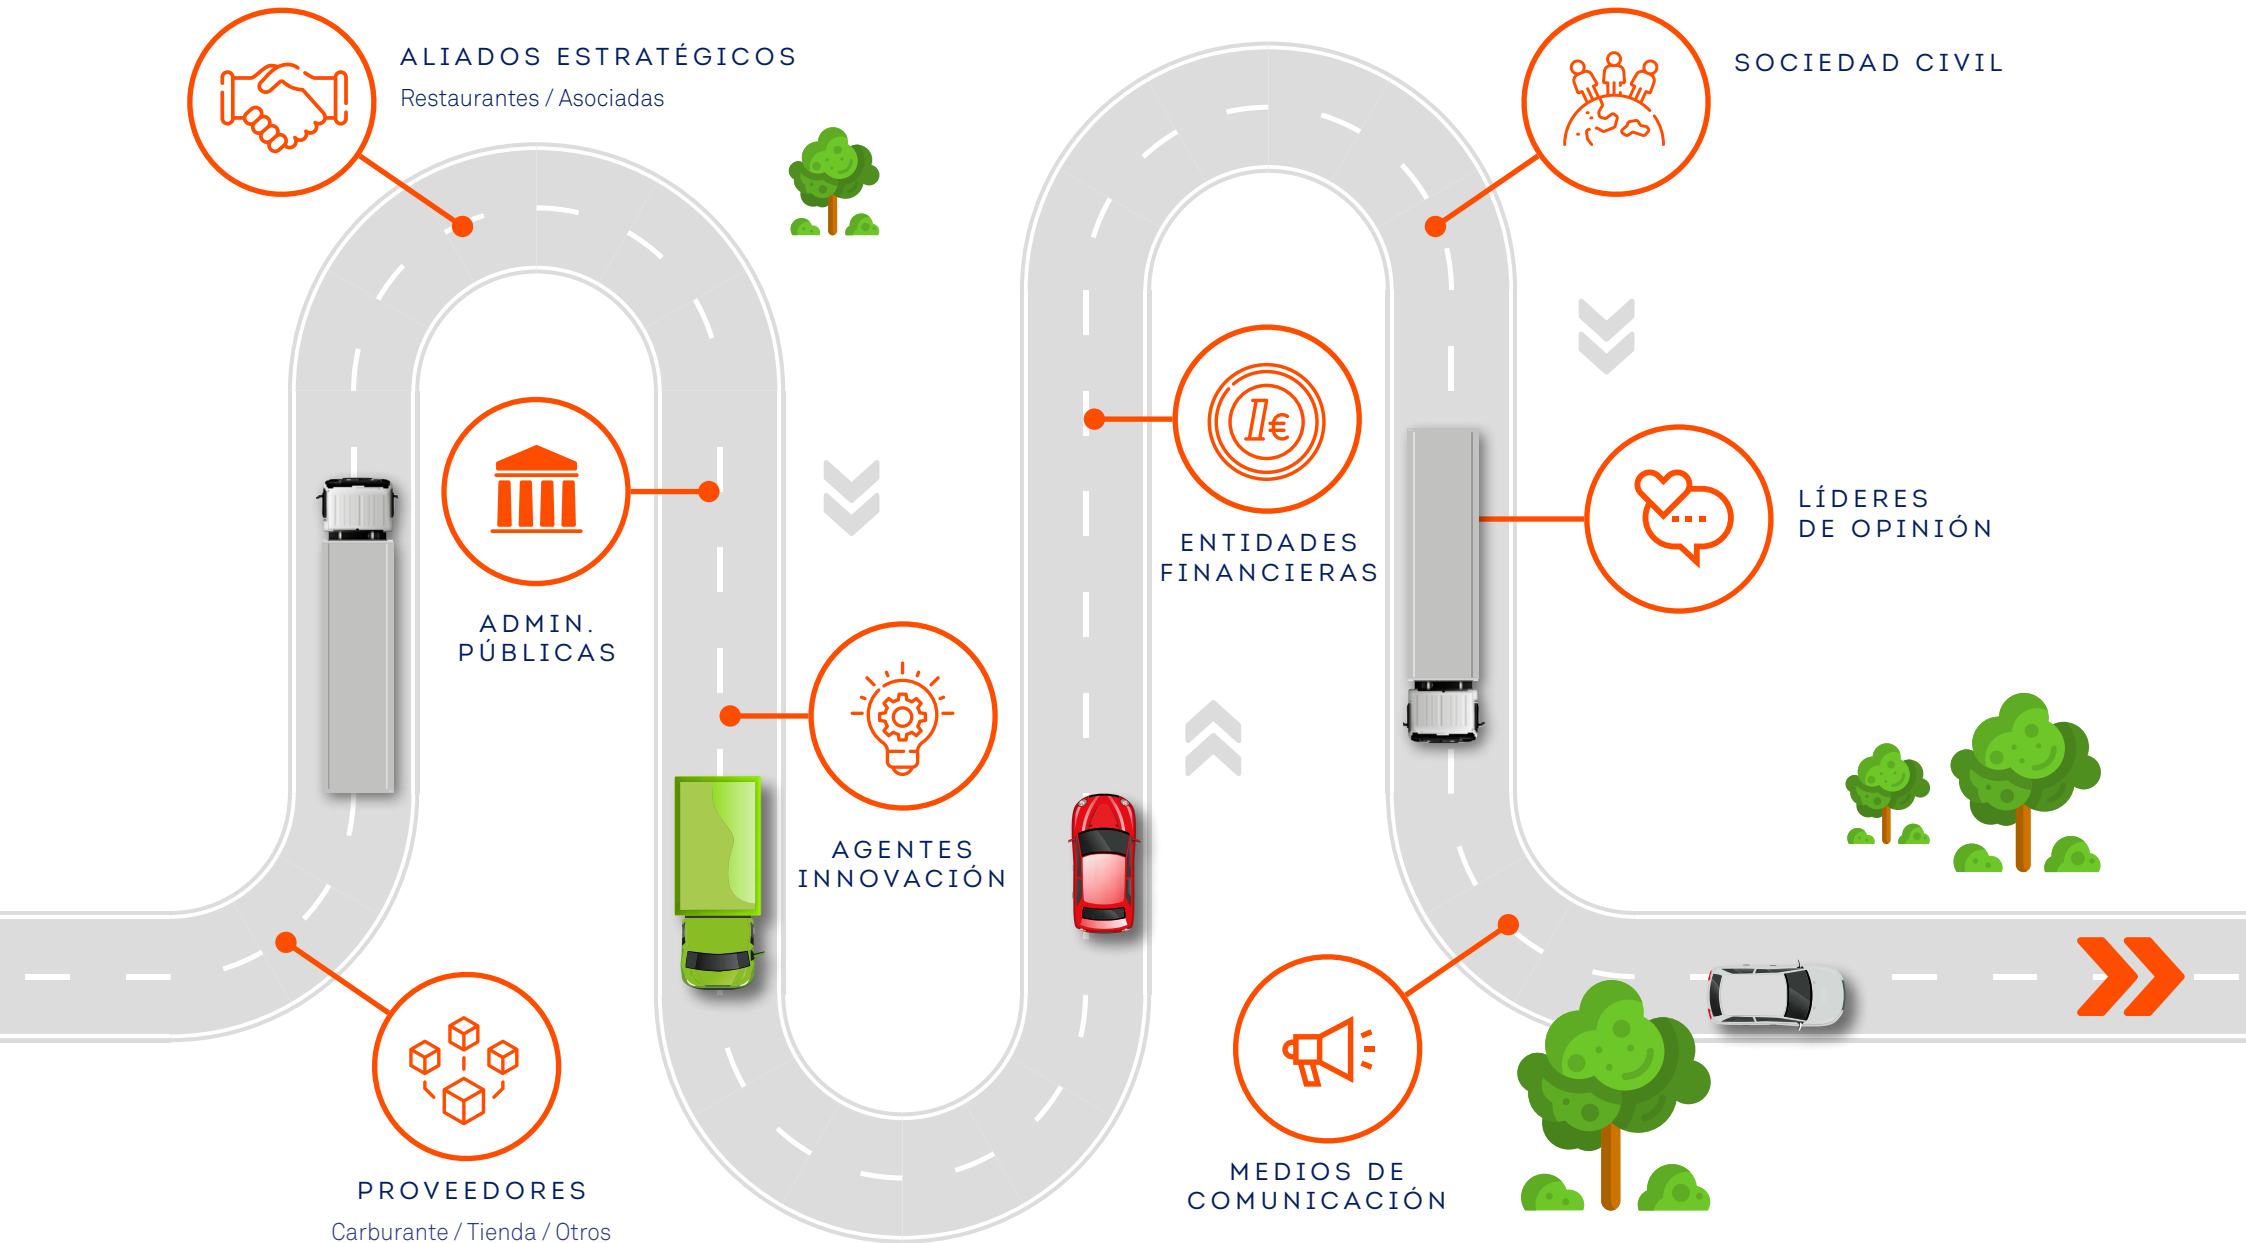 ALIADOS ESTRATÉGICOS
Restaurantes / Asociadas
SOCIEDAD CIVIL
1€
LÍDERES
DE OPINIÓN
ENTIDADES
FINANCIERAS
ADMIN.
PÚBLICAS
AGENTES
INNOVACIÓN
MEDIOS DE
COMUNICACIÓN
PROVEEDORES
Carburante / Tienda / Otros